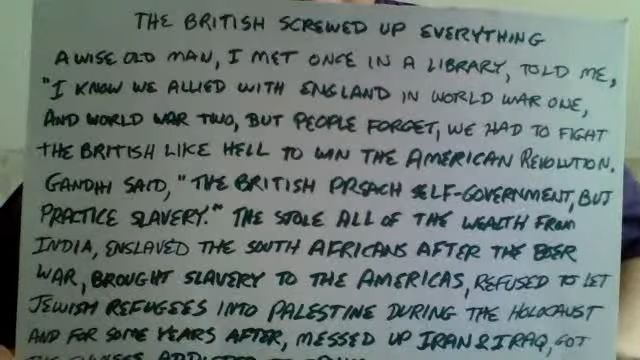 THE BRITISH SCREWED UP EVERYTHING
A WISE OLD MAN, I MET ONCE IN A LIBRARY, TOLD ME,
"I KNOW WE ALLIED WITH ENGLAND IN WORLD WAR ONE,
AND WORLD WAR TWO, BUT PEOPLE FORGET, WE HAD TO FIGHT
THE BRITISH LIKE HELL TO WIN THE AMERICAN REVOLUTION.
GANDHI SAID, "THE BRITISH PREACH SELF-GOVERNMENT, BUT
PRACTICE SLAVERY." THE STOLE ALL OF THE WEALTH FROM
INDIA, ENSLAVED THE SOUTH AFRICANS AFTER THE BOER
WAR, BROUGHT SLAVERY TO THE AMERICAS, REFUSED TO LET
JEWISH REFUGEES INTO PALESTINE DURING THE HOLOCAUST
AND FOR SOME YEARS AFTER, MESSED UP IRAN & IRAQ, GOT